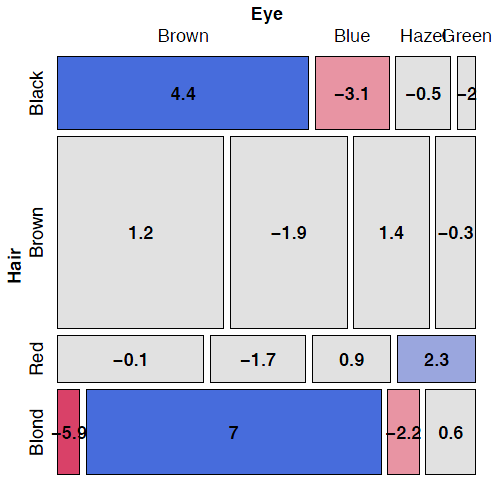 Eye
Brown Blue Hazel Green
Hair
Black 4.4 −3.1 −0.5 −2
Brown 1.2 −1.9 1.4 −0.3
Red −0.1 −1.7 0.9 2.3
Blond −5.9 7 −2.2 0.6